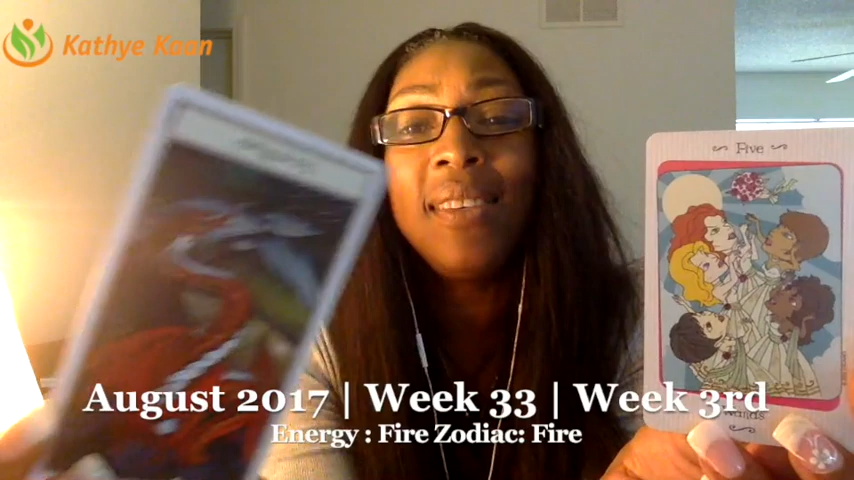 Kathye Kaan
Five
August 2017 | Week 33 | Week 3rd
Energy : Fire Zodiac: Fire